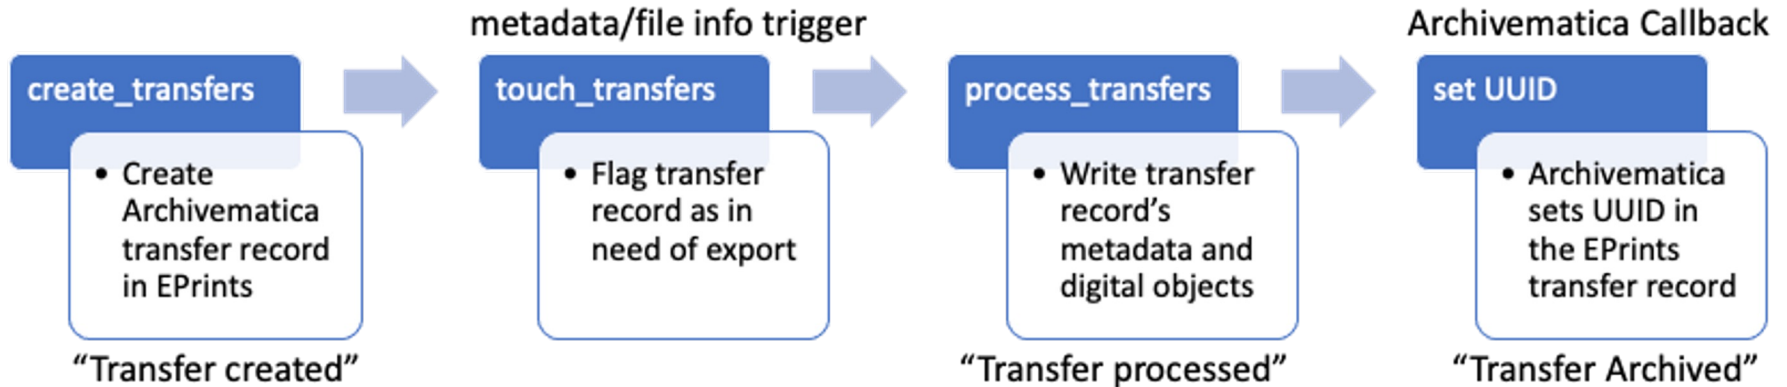 metadata/file info trigger
Archivematica Callback
create_transfers
• Create
Archivematica
transfer record
in EPrints
“Transfer created”
touch_transfers
• Flag transfer
record as in
need of export
process_transfers
• Write transfer
record’s
metadata and
digital objects
“Transfer processed”
set UUID
• Archivematica
sets UUID in
the EPrints
transfer record
“Transfer Archived”